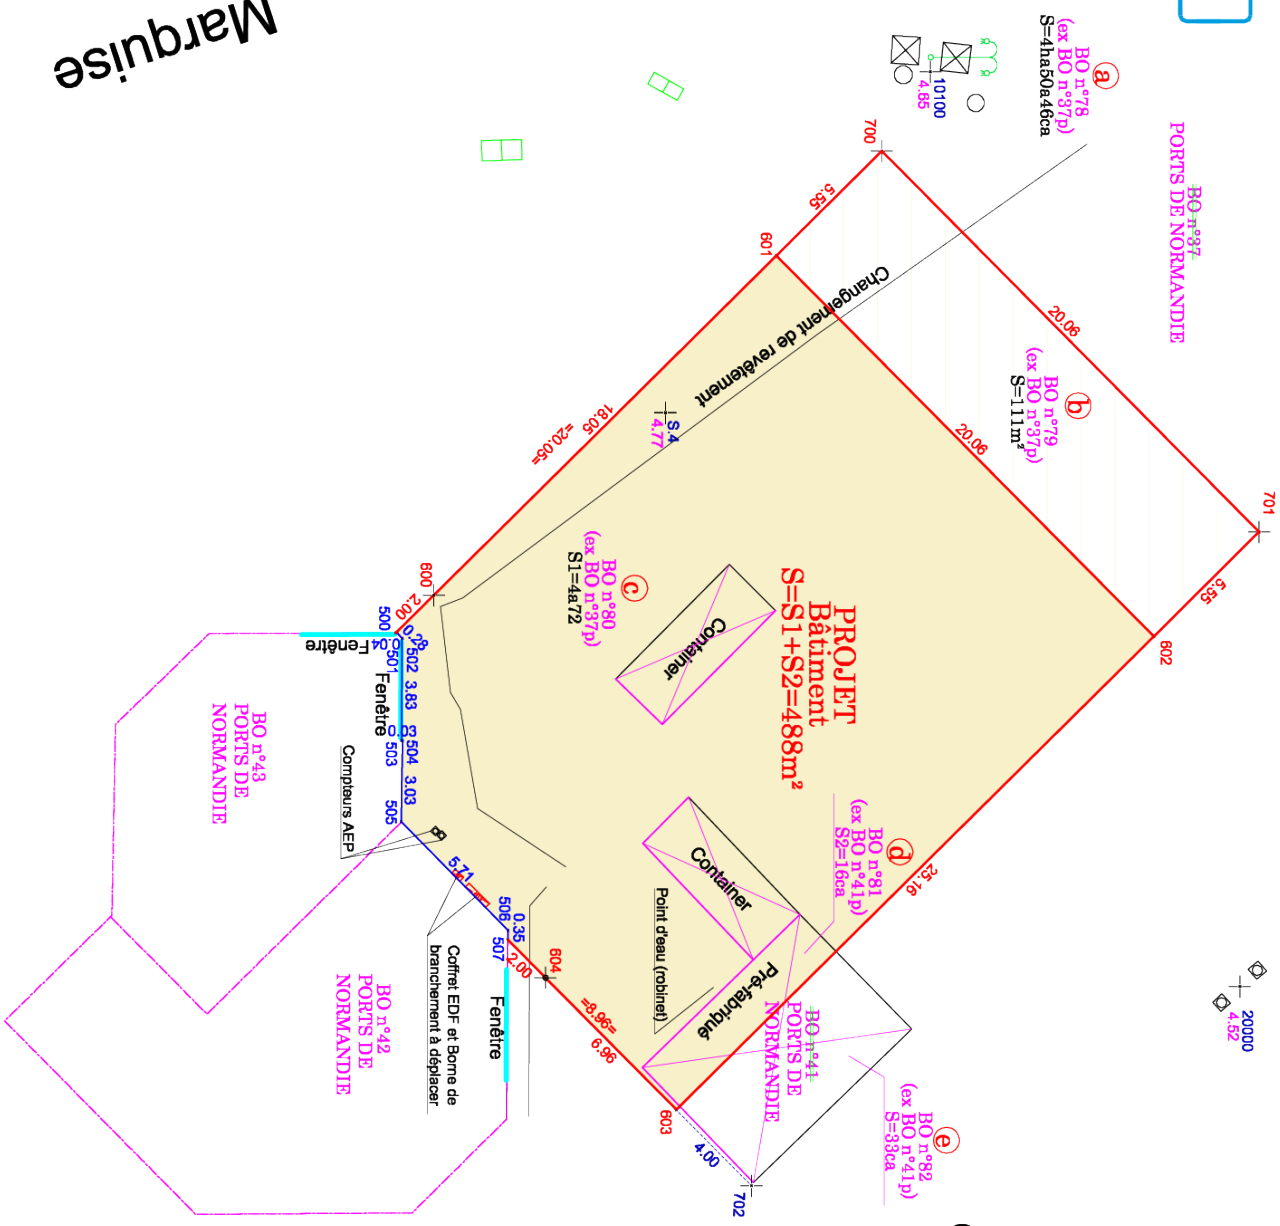 Marquise
a
BO n°78
(ex BO n°37p)
S=4ha50a46ca
10100
4.65
BO n°37
PORTS DE NORMANDIE
700
5.55
601
20.06
Changement de revêtement
b
BO n°79
(ex BO n°37p)
S=111m²
20.06
701
5.55
602
18.05
=20.05=
S.4
4.77
c
BO n°80
(ex BO n°37p)
S1=4a72
PROJET
Bâtiment
S=S1+S2=488m²
Container
600
2.00
500
0.28
0.04
501
502
Fenêtre
3.83
Fenêtre
503
504
3.03
505
Compteurs AEP
BO n°43
PORTS DE
NORMANDIE
d
BO n°81
(ex BO n°41p)
S2=16ca
25.16
Container
Point d'eau (robinet)
Pré-fabriqué
5.71
506
0.35
507
2.00
604
=8.96=
6.96
Fenêtre
Coffret EDF et Borne de
branchement à déplacer
BO n°42
PORTS DE
NORMANDIE
BO n°41
PORTS DE
NORMANDIE
603
4.00
702
e
BO n°82
(ex BO n°41p)
S=33ca
20000
4.52